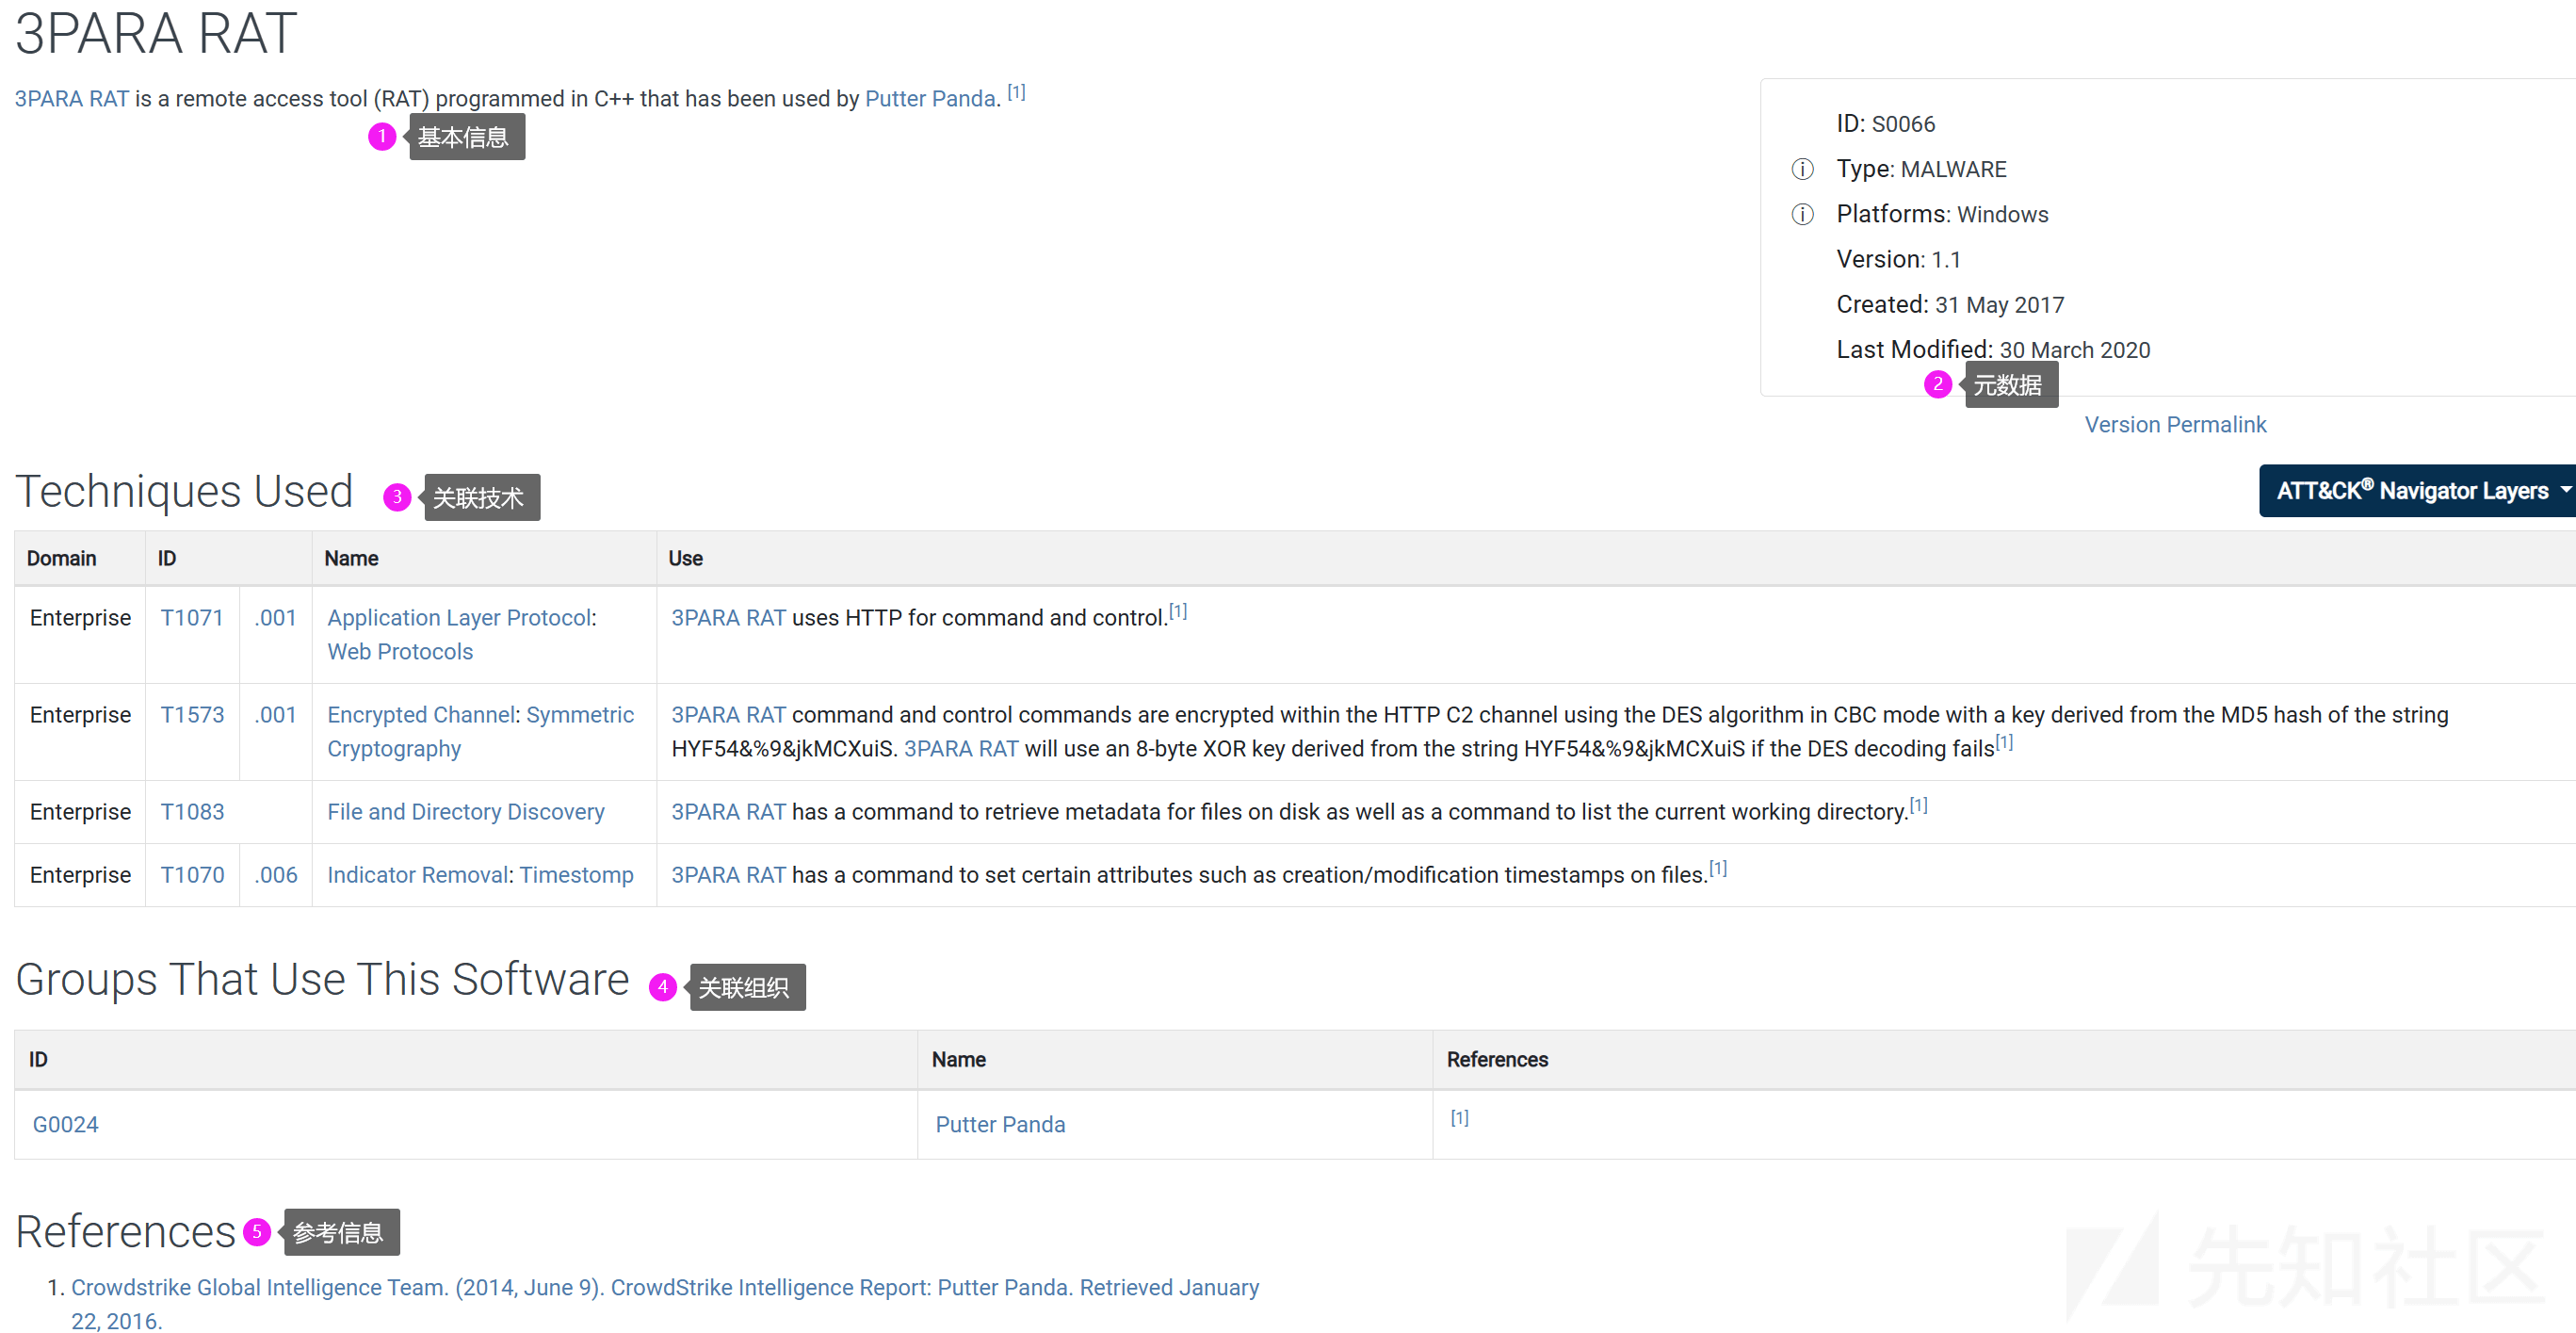 3PARA RAT
3PARA RAT is a remote access tool (RAT) programmed in C++ that has been used by Putter Panda. [1]
1 基本信息
ID: S0066
Type: MALWARE
Platforms: Windows
Version: 1.1
Created: 31 May 2017
Last Modified: 30 March 2020
2 元数据
Version Permalink
Techniques Used 3 关联技术
ATT&CK® Navigator Layers
Domain ID Name Use
Enterprise T1071 .001 Application Layer Protocol: 3PARA RAT uses HTTP for command and control.[1]
Web Protocols
Enterprise T1573 .001 Encrypted Channel: Symmetric 3PARA RAT command and control commands are encrypted within the HTTP C2 channel using the DES algorithm in CBC mode with a key derived from the MD5 hash of the string
Cryptography HYF54&%9&jkMCXuiS. 3PARA RAT will use an 8-byte XOR key derived from the string HYF54&%9&jkMCXuiS if the DES decoding fails[1]
Enterprise T1083 File and Directory Discovery 3PARA RAT has a command to retrieve metadata for files on disk as well as a command to list the current working directory.[1]
Enterprise T1070 .006 Indicator Removal: Timestomp 3PARA RAT has a command to set certain attributes such as creation/modification timestamps on files.[1]
Groups That Use This Software 4 关联组织
ID Name References
G0024 Putter Panda [1]
References 5 参考信息
1. Crowdstrike Global Intelligence Team. (2014, June 9). CrowdStrike Intelligence Report: Putter Panda. Retrieved January
22, 2016.
先知社区